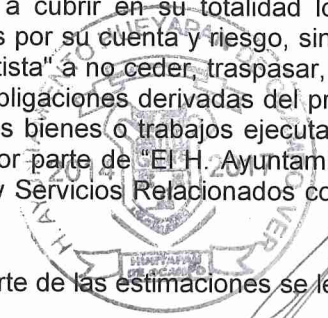 a cubrir en su totalidad lo
s por su cuenta y riesgo, sin
tista" a no ceder, traspasar,
bligaciones derivadas del pr
s bienes o trabajos ejecuta
or parte de "El H. Ayuntam
y Servicios Relacionados co
rte de las estimaciones se le